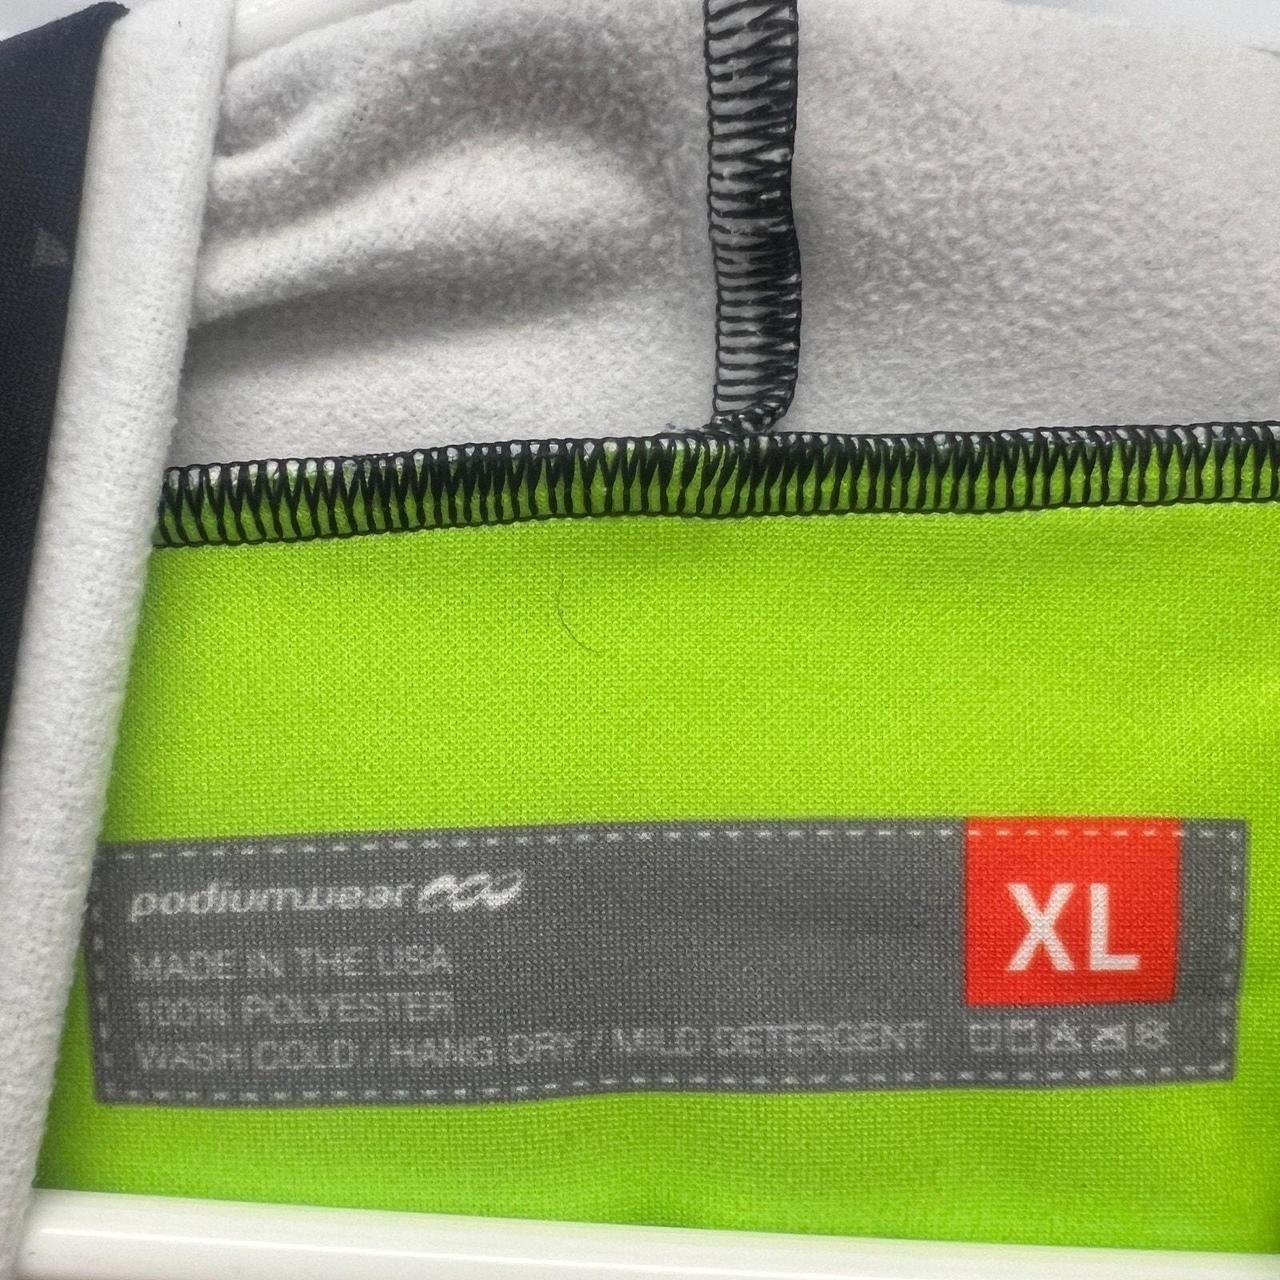 podiumwear
XL
MADE IN THE USA
100% POLYESTER
WASH COLD / HANG DRY / MILD DETERGENT